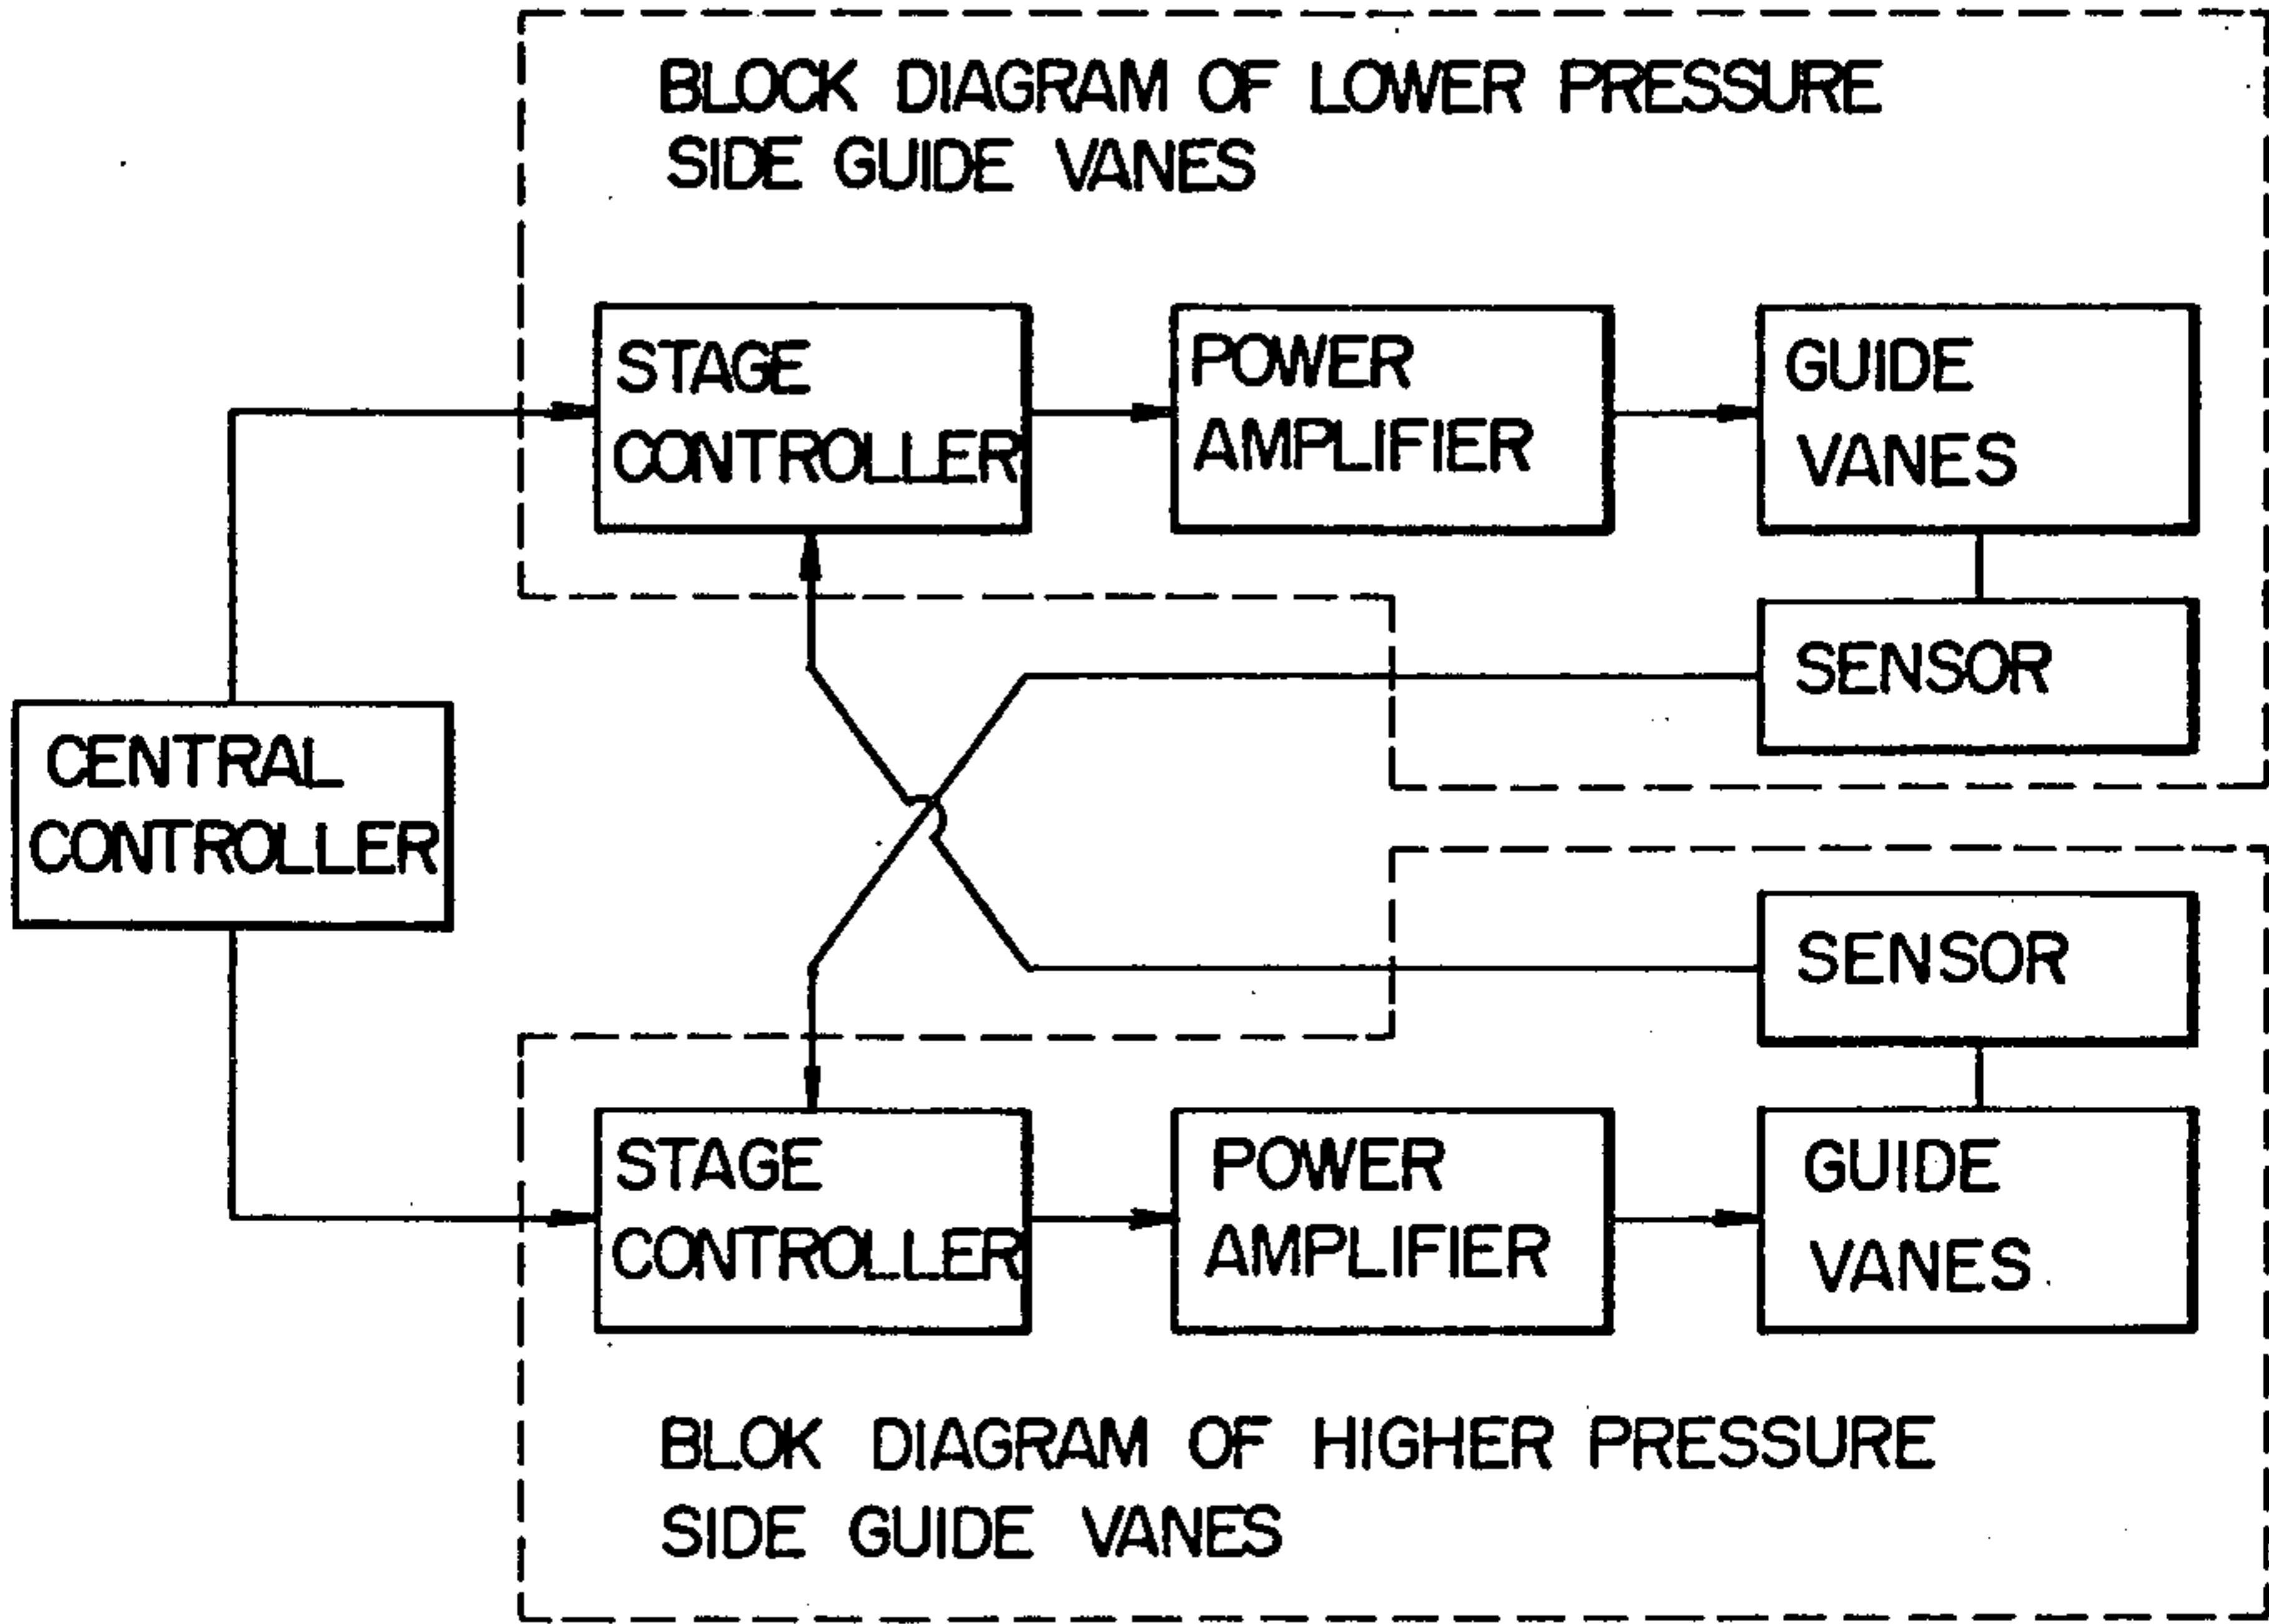 BLOCK DIAGRAM OF LOWER PRESSURE
SIDE GUIDE VANES
STAGE
CONTROLLER
POWER
AMPLIFIER
GUIDE
VANES
SENSOR
CENTRAL
CONTROLLER
SENSOR
STAGE
CONTROLLER
POWER
AMPLIFIER
GUIDE
VANES
BLOK DIAGRAM OF HIGHER PRESSURE
SIDE GUIDE VANES